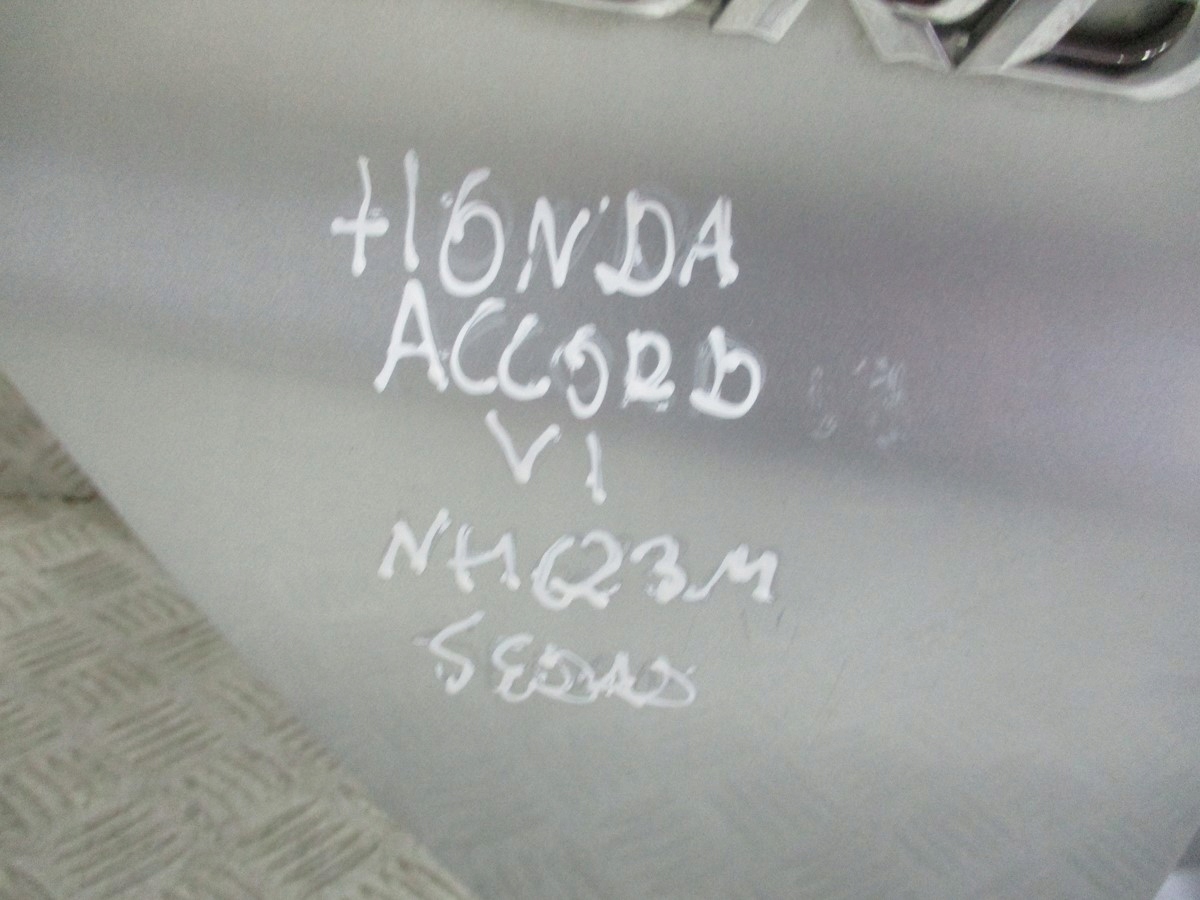 HONDA
ACCORD
VI
NH623M
SEDAN